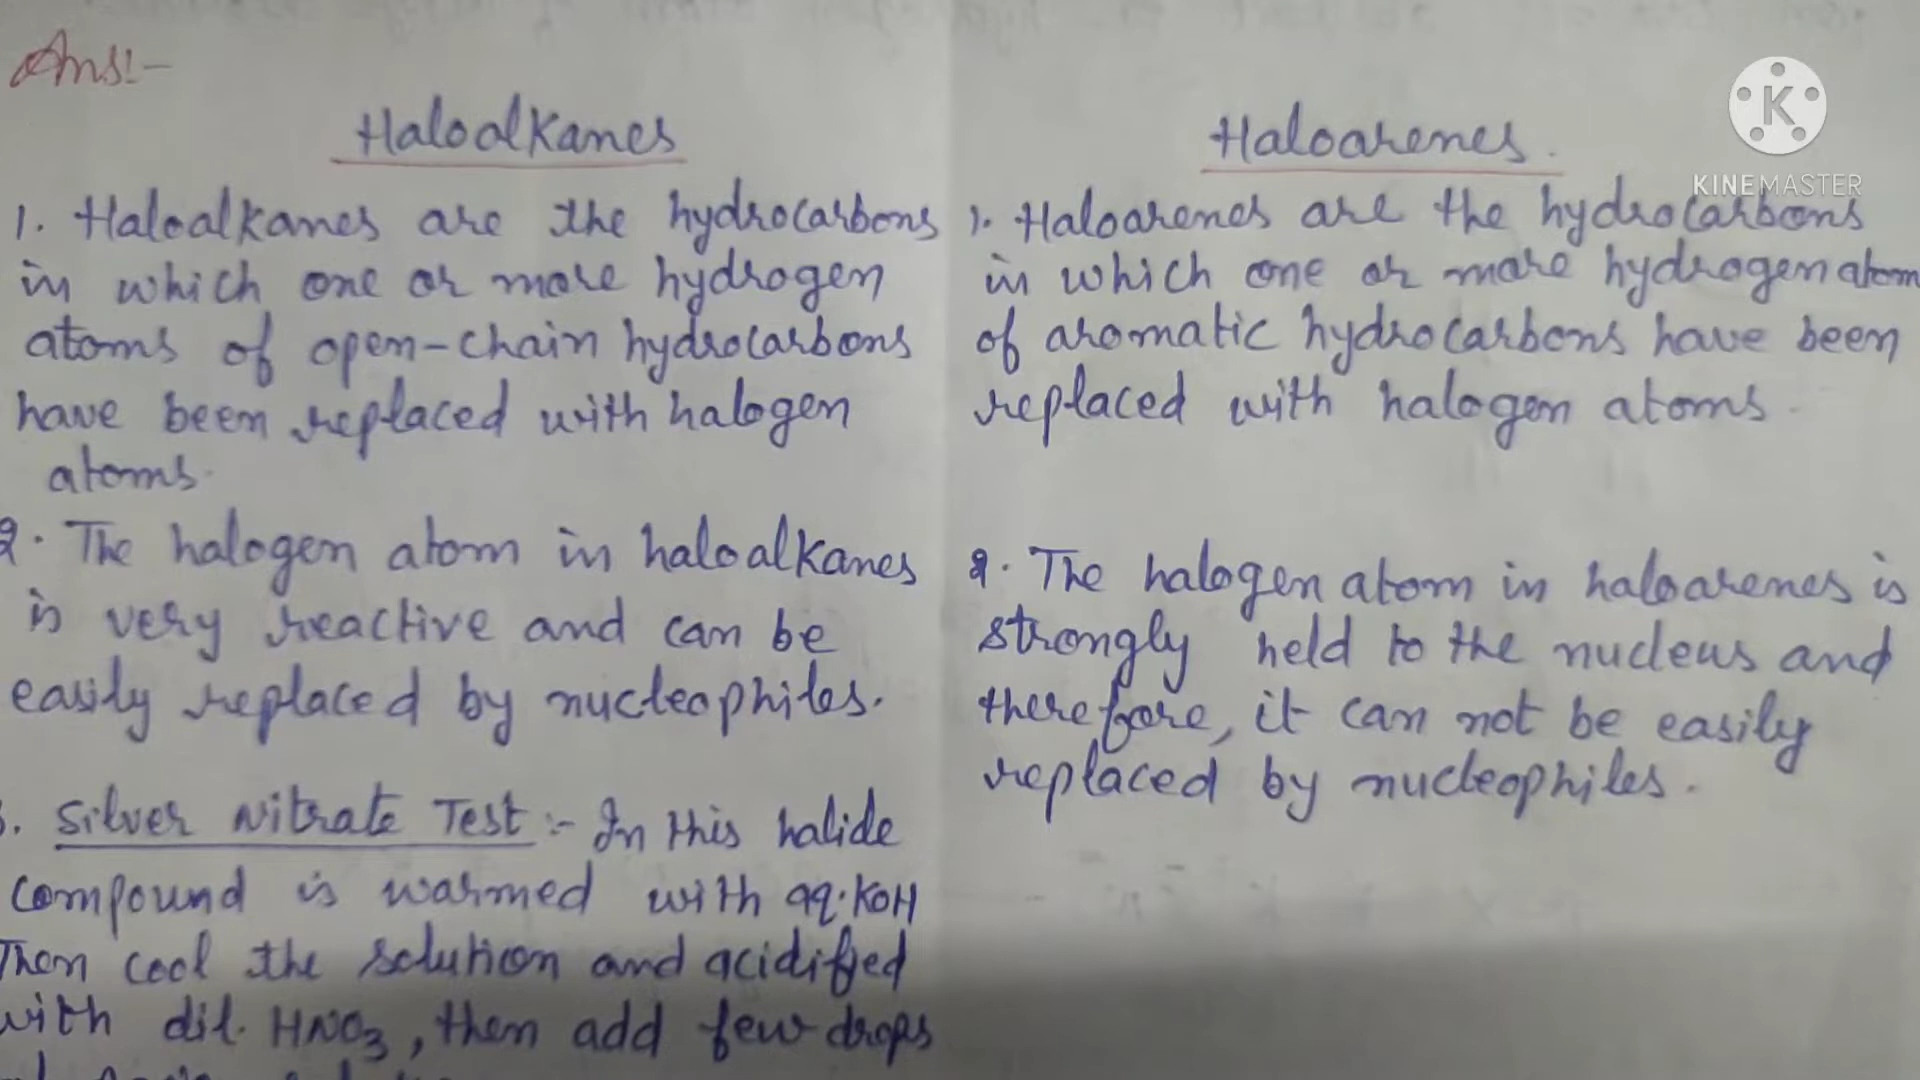 Ans:-
Haloalkanes
1. Haloalkanes are the hydrocarbons
in which one or more hydrogen
atoms of open-chain hydrocarbons
have been replaced with halogen
atoms.
2. The halogen atom in haloalkanes
is very reactive and can be
easily replaced by nucleophiles.
3. Silver Nitrate Test :- In this halide
compound is warmed with aq. KOH
Then cool the solution and acidified
with dil. HNO3, then add few drops
Haloarenes.
1. Haloarenes are the hydrocarbons
in which one or more hydrogen atom
of aromatic hydrocarbons have been
replaced with halogen atoms.
2. The halogen atom in haloarenes is
strongly held to the nucleus and
therefore, it can not be easily
replaced by nucleophiles.
K
KINEMASTER